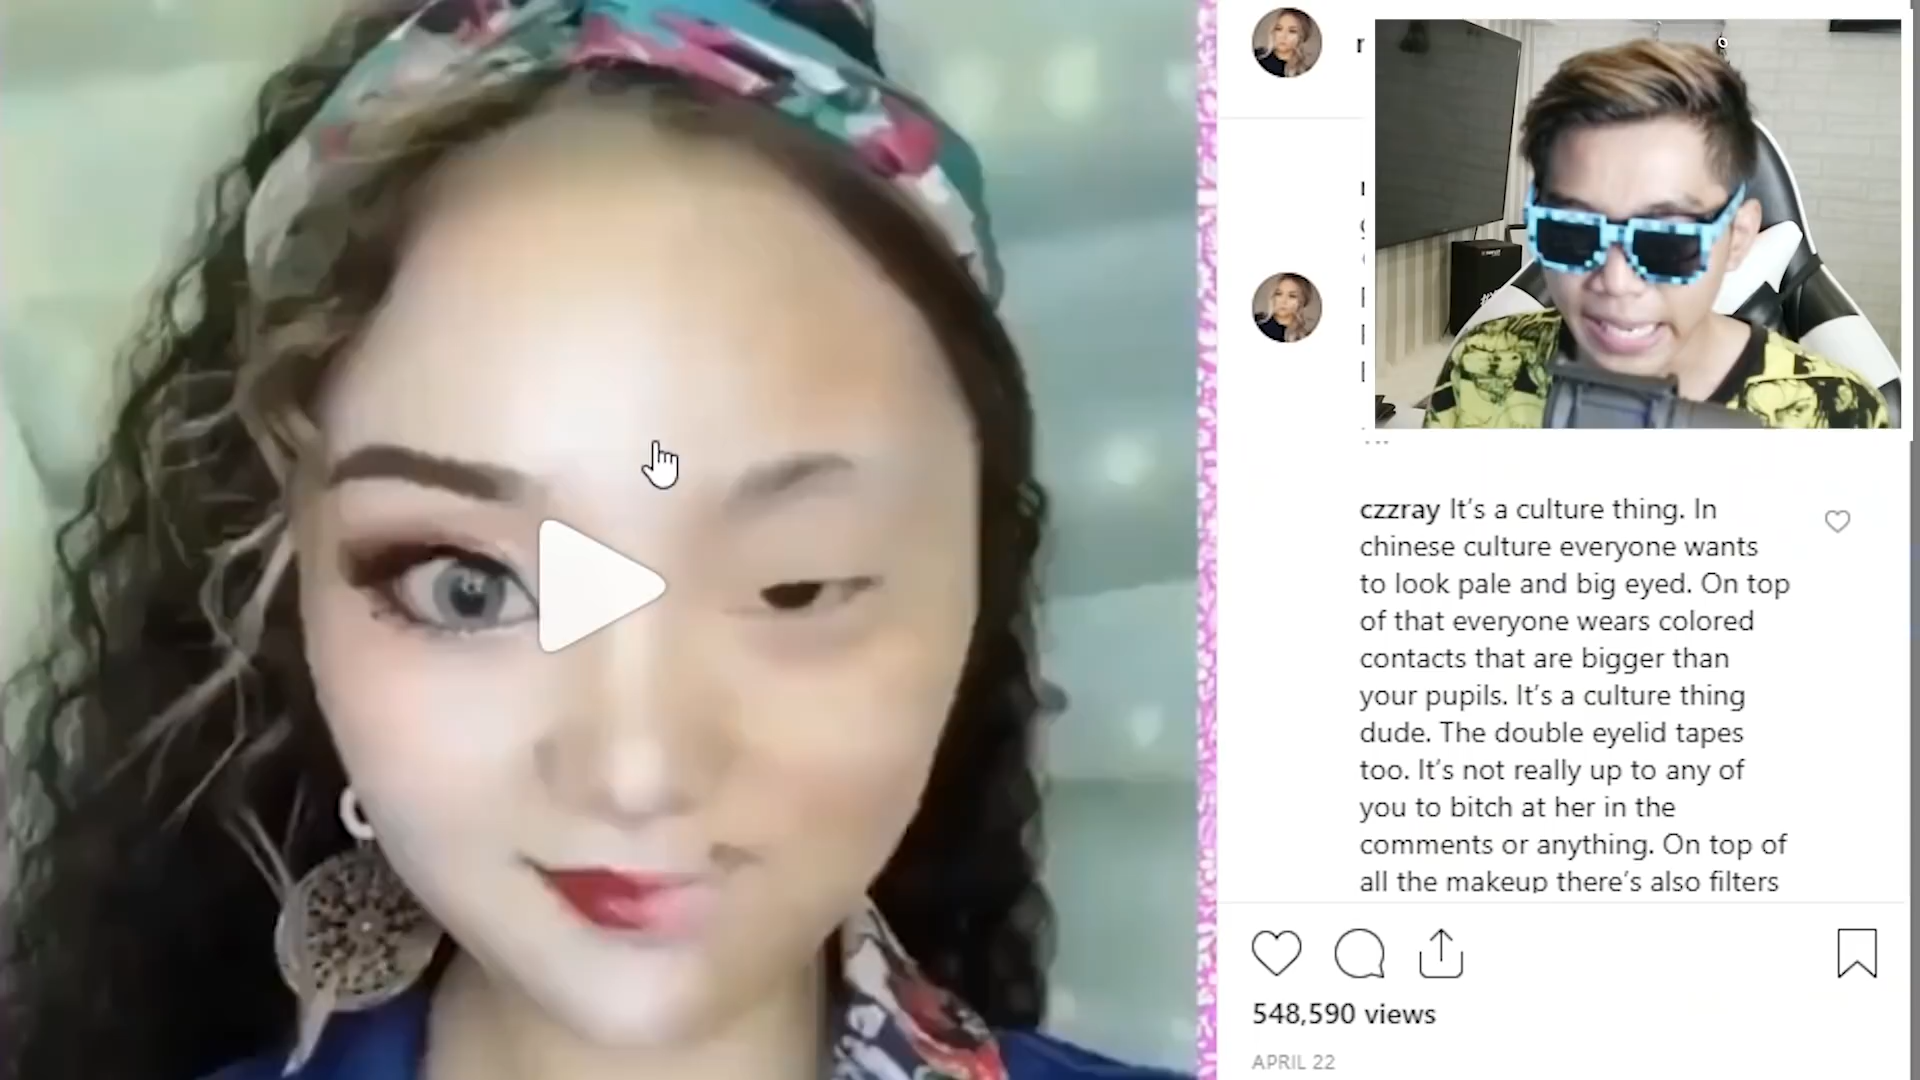 czzray It's a culture thing. In
chinese culture everyone wants
to look pale and big eyed. On top
of that everyone wears colored
contacts that are bigger than
your pupils. It's a culture thing
dude. The double eyelid tapes
too. It's not really up to any of
you to bitch at her in the
comments or anything. On top of
all the makeup there's also filters
548,590 views
APRIL 22